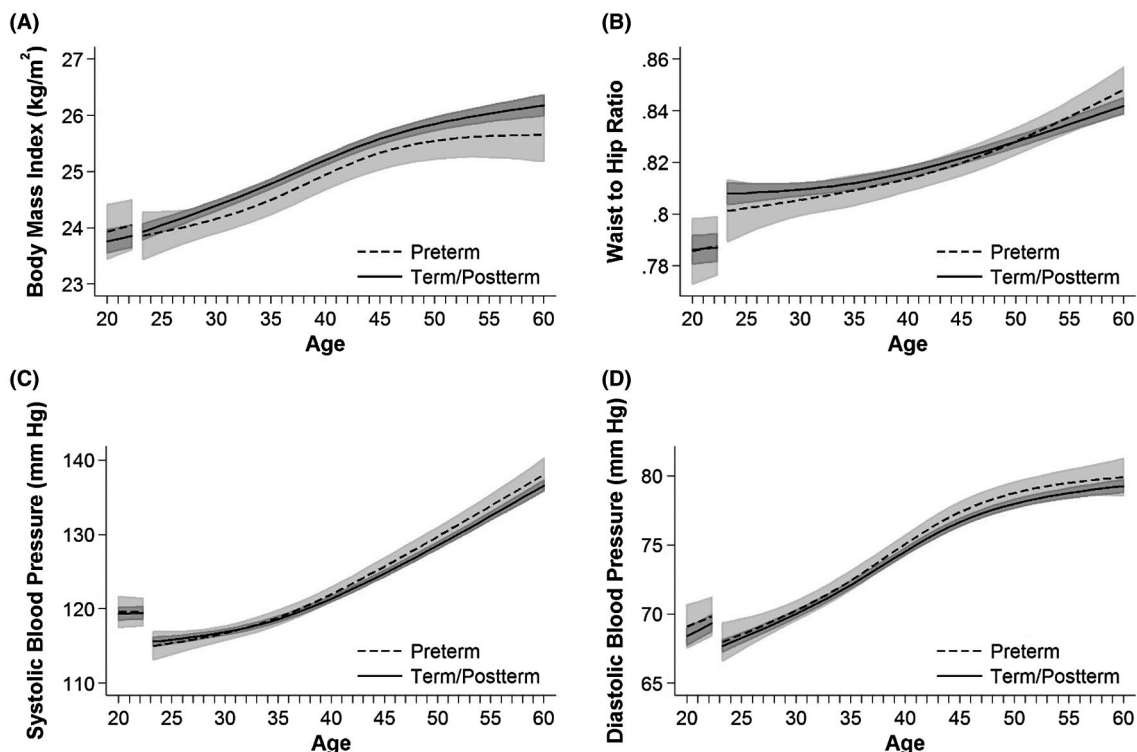 (A)
Body Mass Index (kg/m²)
27
26
25
24
23
Preterm
Term/Postterm
20 25 30 35 40 45 50 55 60
Age
(B)
Waist to Hip Ratio
.86
.84
.82
.8
.78
Preterm
Term/Postterm
20 25 30 35 40 45 50 55 60
Age
(C)
Systolic Blood Pressure (mm Hg)
140
130
120
110
Preterm
Term/Postterm
20 25 30 35 40 45 50 55 60
Age
(D)
Diastolic Blood Pressure (mm Hg)
80
75
70
65
Preterm
Term/Postterm
20 25 30 35 40 45 50 55 60
Age